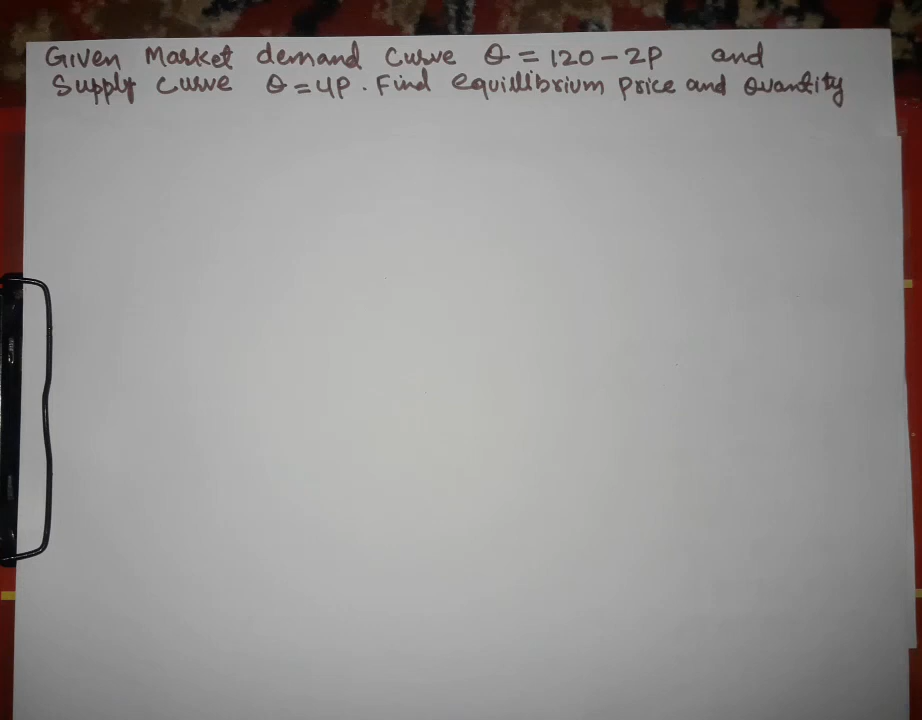 Given Market demand Curve Q = 120 - 2P and
Supply Curve Q = 4P . Find equillibrium Price and Quantity